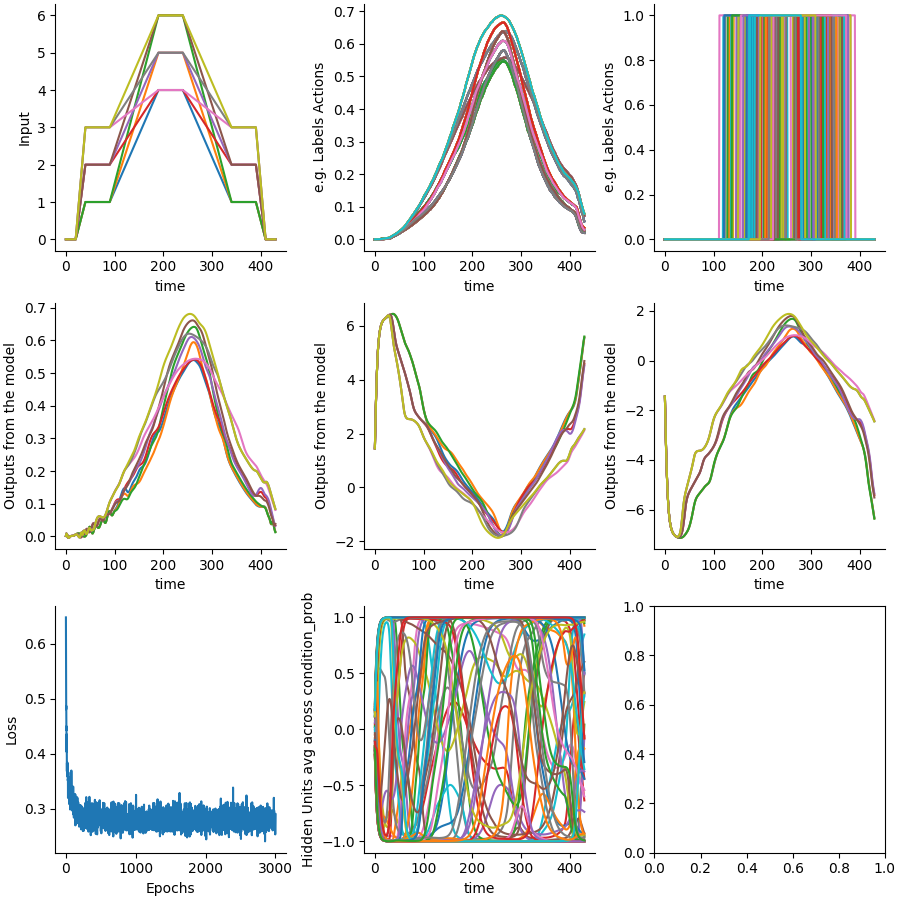 Input
0
1
2
3
4
5
6
0 100 200 300 400
time
e.g. Labels Actions
0.0
0.1
0.2
0.3
0.4
0.5
0.6
0.7
0 100 200 300 400
time
e.g. Labels Actions
0.0
0.2
0.4
0.6
0.8
1.0
0 100 200 300 400
time
Outputs from the model
0.0
0.1
0.2
0.3
0.4
0.5
0.6
0.7
0 100 200 300 400
time
Outputs from the model
−2
0
2
4
6
0 100 200 300 400
time
Outputs from the model
−6
−4
−2
0
2
0 100 200 300 400
time
Loss
0.3
0.4
0.5
0.6
0 1000 2000 3000
Epochs
Hidden Units avg across condition_prob
−1.0
−0.5
0.0
0.5
1.0
0 100 200 300 400
time
0.0
0.2
0.4
0.6
0.8
1.0
0.0 0.2 0.4 0.6 0.8 1.0